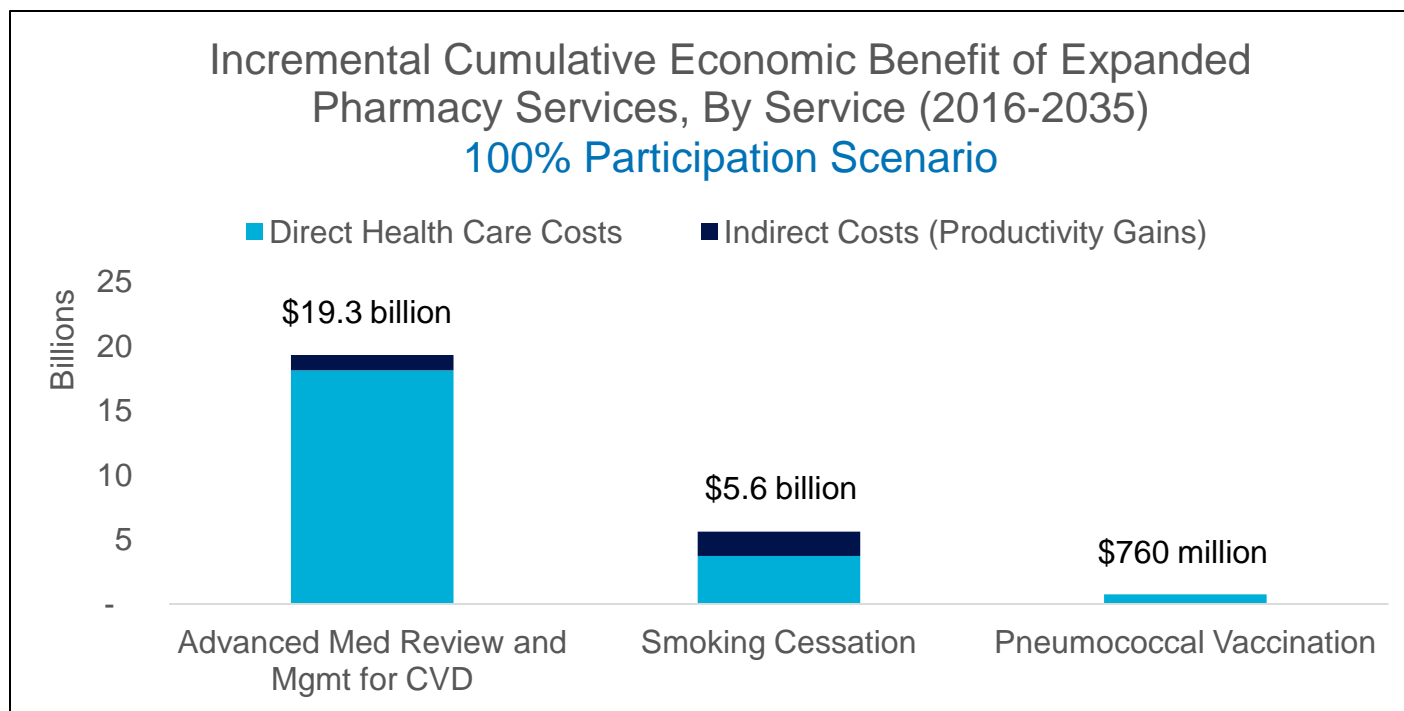 Incremental Cumulative Economic Benefit of Expanded
Pharmacy Services, By Service (2016-2035)
100% Participation Scenario
Direct Health Care Costs
Indirect Costs (Productivity Gains)
Billions
25
20
15
10
5
-
$19.3 billion
$5.6 billion
$760 million
Advanced Med Review and
Mgmt for CVD
Smoking Cessation
Pneumococcal Vaccination